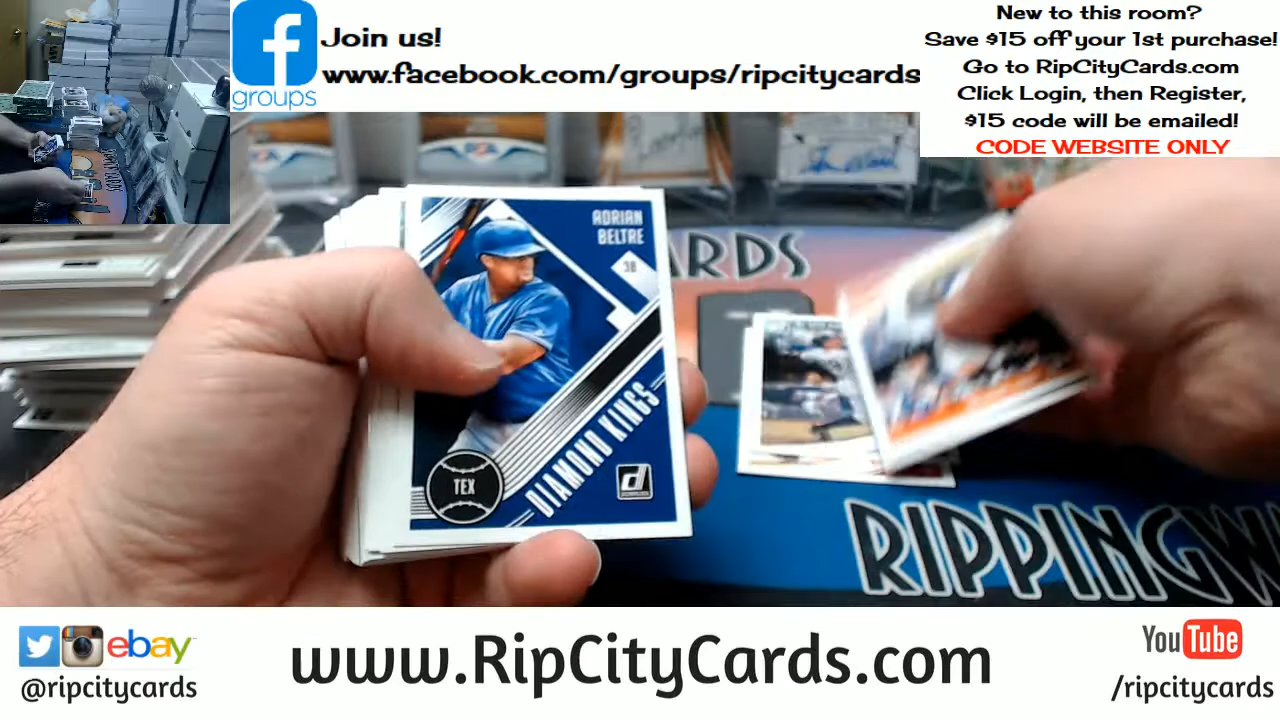 groups
Join us!
www.facebook.com/groups/ripcitycards
New to this room?
Save $15 off your 1st purchase!
Go to RipCityCards.com
Click Login, then Register,
$15 code will be emailed!
CODE WEBSITE ONLY
ADRIAN
BELTRE
3B
TEX
DIAMOND KINGS
ARDS
RIPPINGW
ebay
@ripcitycards
www.RipCityCards.com
YouTube
/ripcitycards